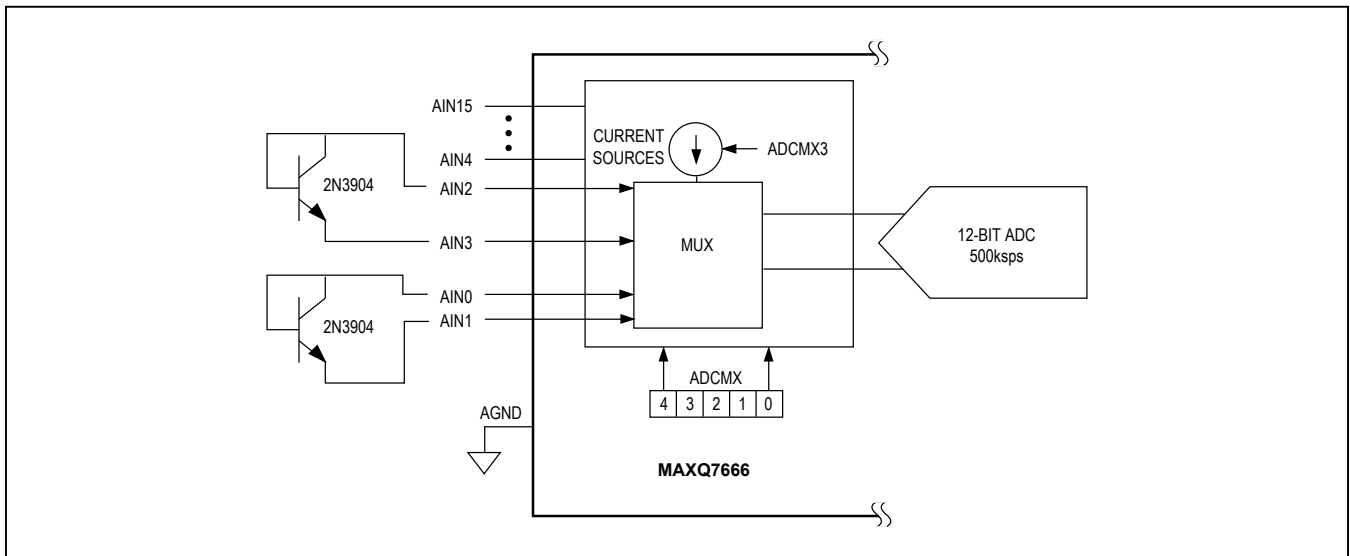 AIN15
CURRENT
SOURCES
ADCMX3
AIN4
2N3904
AIN2
AIN3
MUX
12-BIT ADC
500ksps
AIN0
2N3904
AIN1
ADCMX
4 3 2 1 0
AGND
MAXQ7666